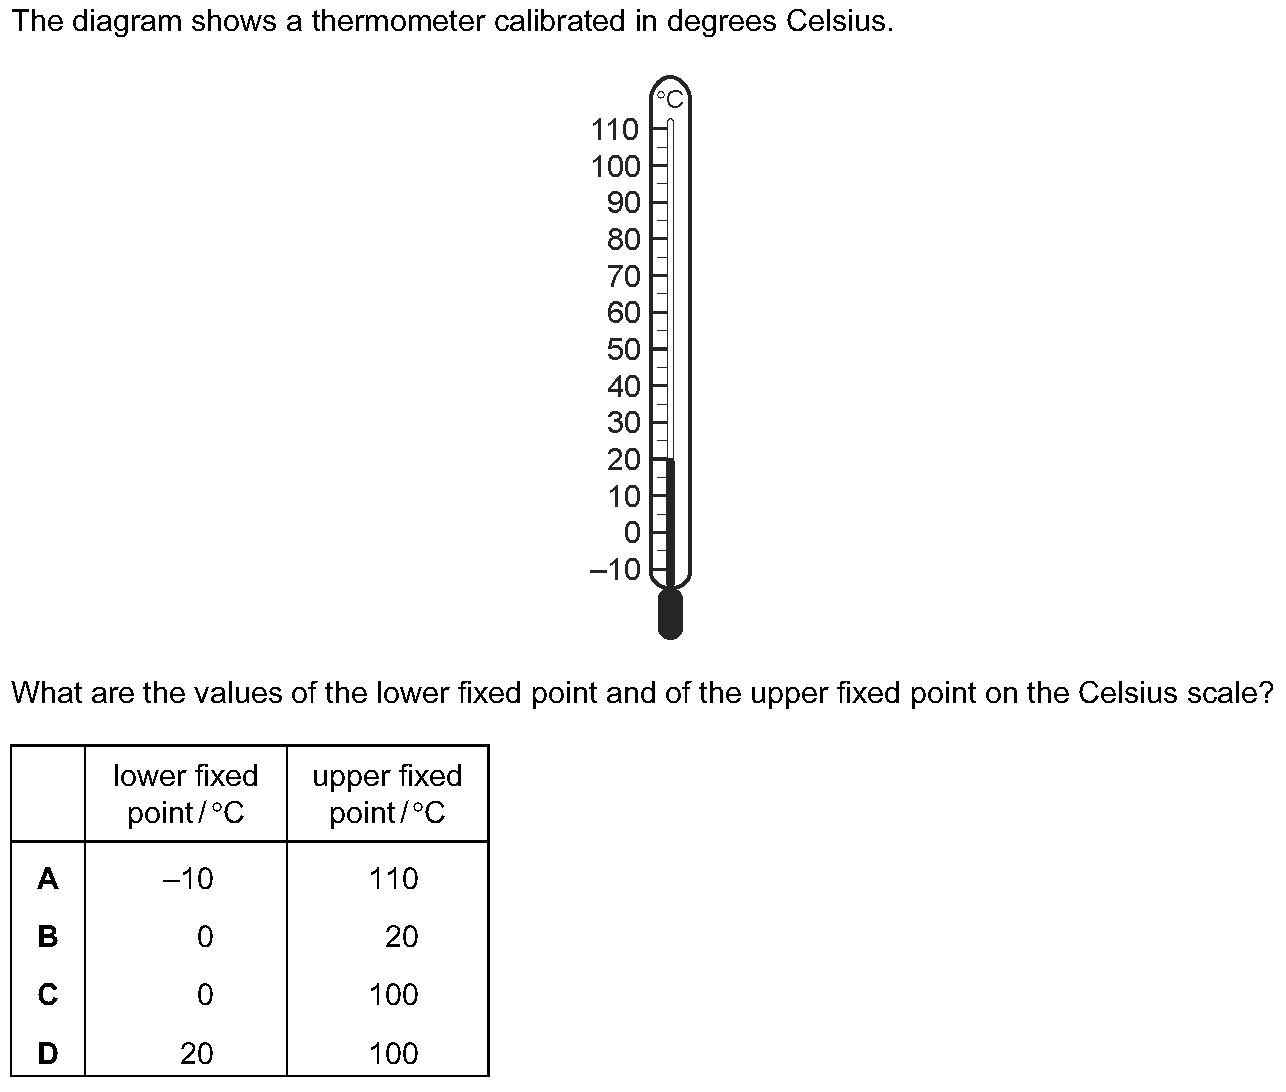 The diagram shows a thermometer calibrated in degrees Celsius.
°C
110
100
90
80
70
60
50
40
30
20
10
0
–10
What are the values of the lower fixed point and of the upper fixed point on the Celsius scale?
lower fixed point / °C upper fixed point / °C
A –10 110
B 0 20
C 0 100
D 20 100